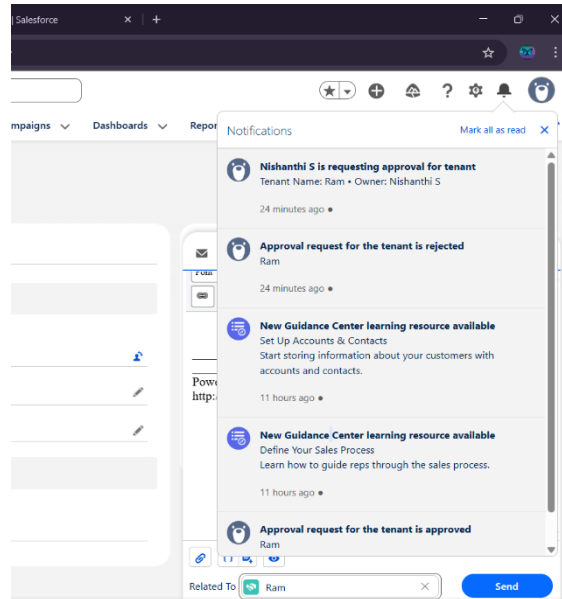 | Salesforce
mpaigns
Dashboards
Repor
Notifications
Mark all as read
Nishanthi S is requesting approval for tenant
Tenant Name: Ram • Owner: Nishanthi S
24 minutes ago •
Approval request for the tenant is rejected
Ram
24 minutes ago •
New Guidance Center learning resource available
Set Up Accounts & Contacts
Start storing information about your customers with
accounts and contacts.
11 hours ago •
New Guidance Center learning resource available
Define Your Sales Process
Learn how to guide reps through the sales process.
11 hours ago •
Approval request for the tenant is approved
Ram
Font
Powe
http:
Related To
Ram
Send